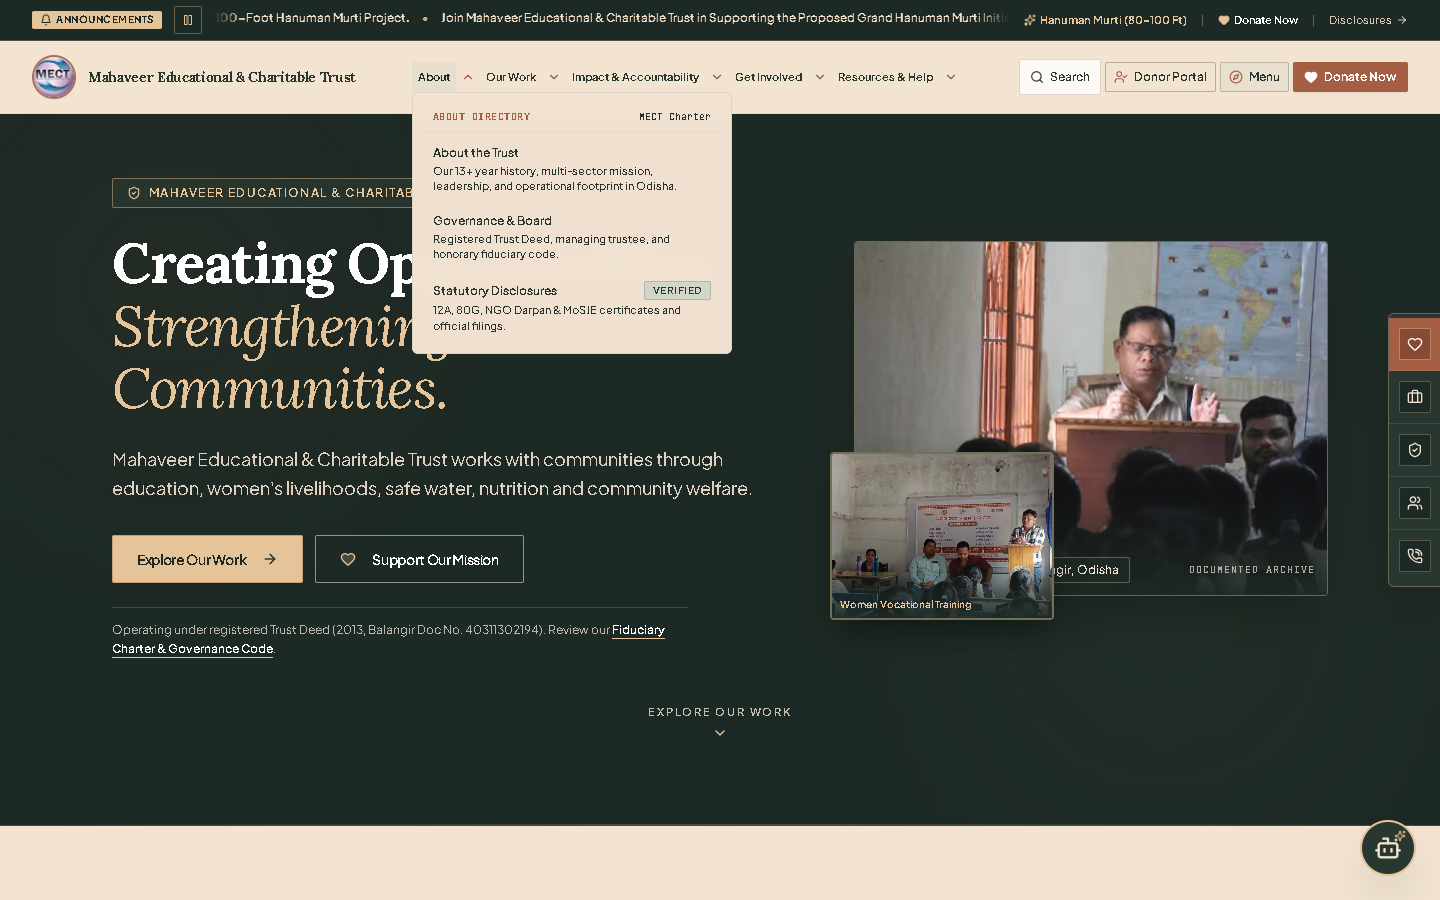 ANNOUNCEMENTS
100-Foot Hanuman Murti Project. • Join Mahaveer Educational & Charitable Trust in Supporting the Proposed Grand Hanuman Murti
Hanuman Murti (80–100 Ft)
Donate Now
Disclosures →
MECT
Mahaveer Educational & Charitable Trust
About
Our Work
Impact & Accountability
Get Involved
Resources & Help
Search
Donor Portal
Menu
Donate Now
ABOUT DIRECTORY
MECT Charter
About the Trust
Our 13+ year history, multi-sector mission,
leadership, and operational footprint in Odisha.
Governance & Board
Registered Trust Deed, managing trustee, and
honorary fiduciary code.
Statutory Disclosures
VERIFIED
12A, 80G, NGO Darpan & MoSJE certificates and
official filings.
MAHAVEER EDUCATIONAL & CHARITAB
Creating Op
Strengthening
Communities.
Mahaveer Educational & Charitable Trust works with communities through
education, women's livelihoods, safe water, nutrition and community welfare.
Explore Our Work →
Support Our Mission
Operating under registered Trust Deed (2013, Balangir Doc No. 40311302194). Review our Fiduciary
Charter & Governance Code.
gir, Odisha
DOCUMENTED ARCHIVE
Women Vocational Training
EXPLORE OUR WORK